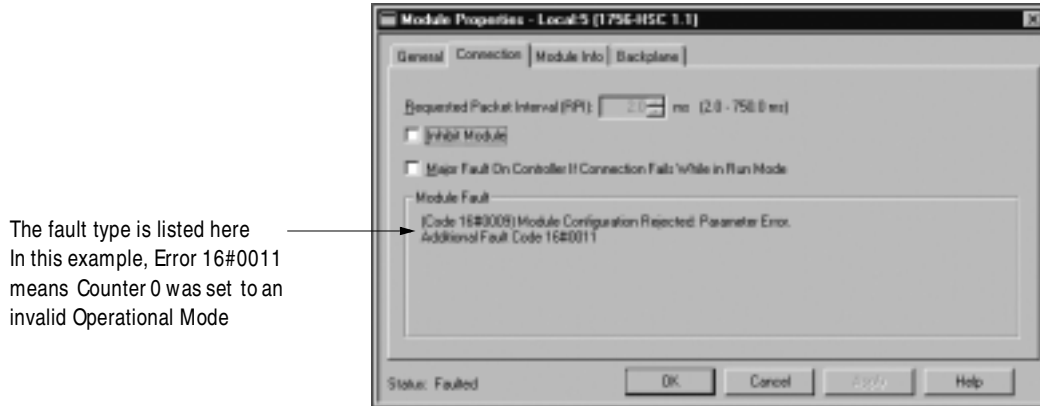 Module Properties - Local:5 (1756-HSC 1.1)
General Connection Module Info Backplane
Requested Packet Interval (RPI): 2.0 ms (2.0 - 750.0 ms)
Inhibit Module
Major Fault On Controller If Connection Fails While in Run Mode
Module Fault
(Code 16#0009) Module Configuration Rejected: Parameter Error.
Additional Fault Code 16#0011
The fault type is listed here
In this example, Error 16#0011
means Counter 0 was set to an
invalid Operational Mode
Status: Faulted
OK Cancel Apply Help